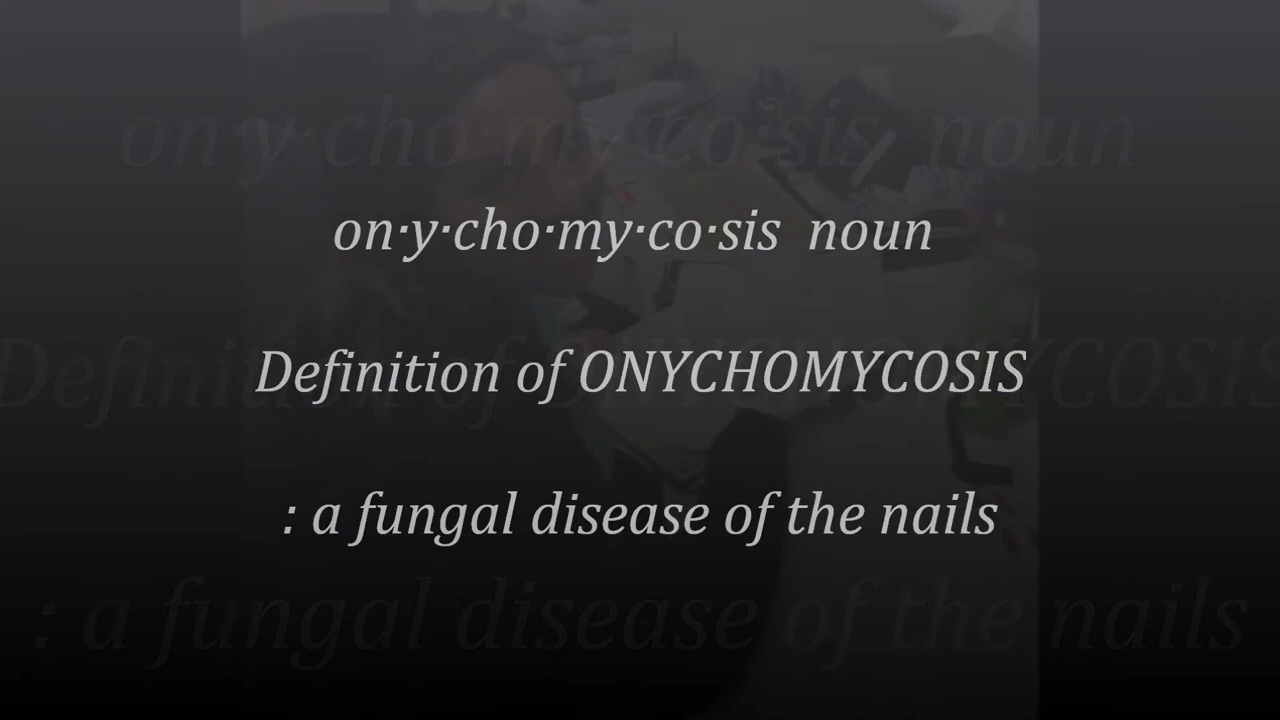 on·y·cho·my·co·sis noun
Definition of ONYCHOMYCOSIS
: a fungal disease of the nails